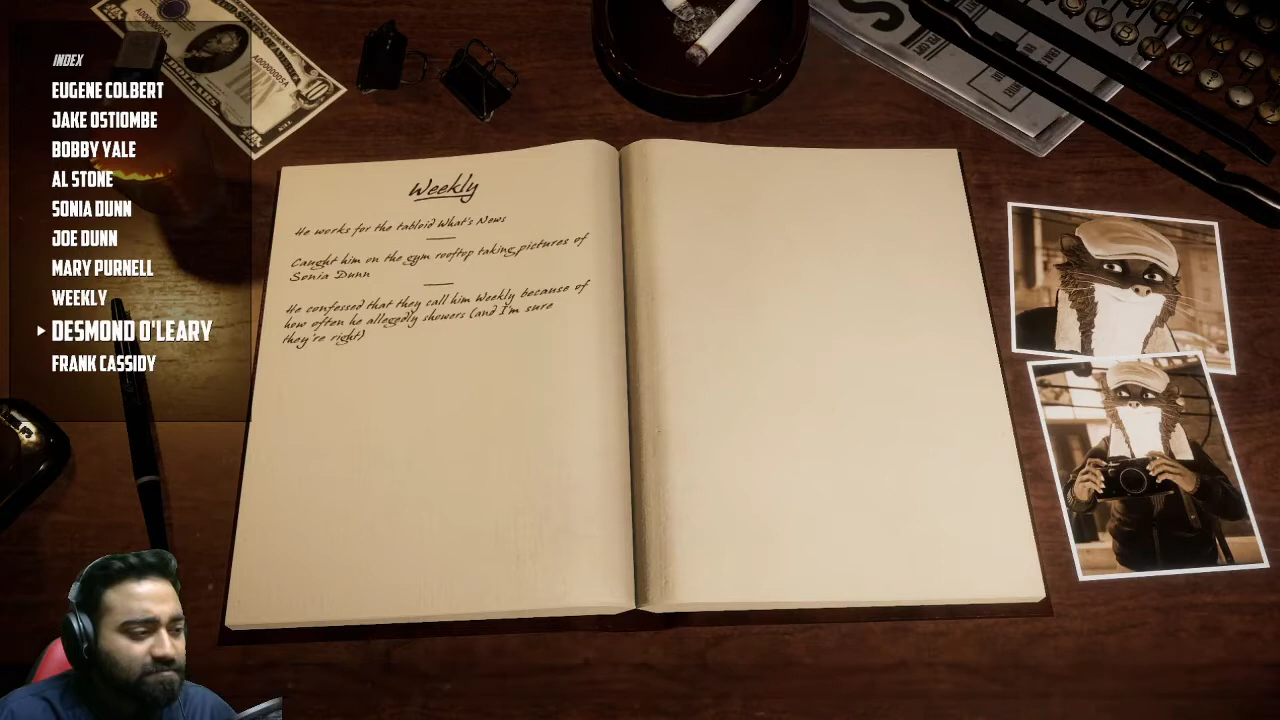 INDEX
EUGENE COLBERT
JAKE OSTIOMBE
BOBBY YALE
AL STONE
SONIA DUNN
JOE DUNN
MARY PURNELL
WEEKLY
DESMOND O'LEARY
FRANK CASSIDY
Weekly
He works for the tabloid What's News
Caught him on the gym rooftop taking pictures of
Sonia Dunn
He confessed that they call him Weekly because of
how often he allegedly showers (and I'm sure
they're right)